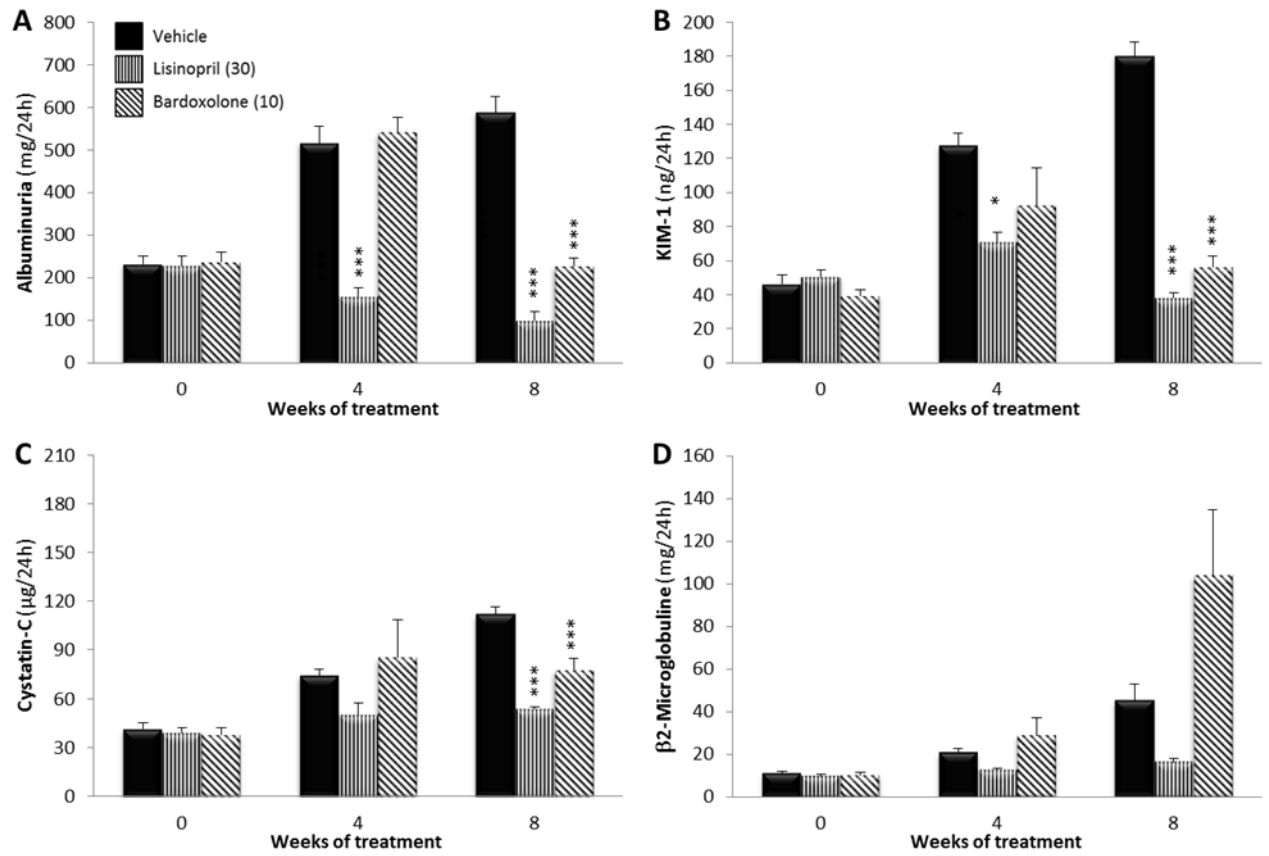 A
Albuminuria (mg/24h)
800
700
600
500
400
300
200
100
0
Vehicle
Lisinopril (30)
Bardoxolone (10)
***
***
***
0 4 8
Weeks of treatment
B
KIM-1 (ng/24h)
200
180
160
140
120
100
80
60
40
20
0
*
***
***
0 4 8
Weeks of treatment
C
Cystatin-C (µg/24h)
210
180
150
120
90
60
30
0
***
***
0 4 8
Weeks of treatment
D
β2-Microglobuline (mg/24h)
160
140
120
100
80
60
40
20
0
0 4 8
Weeks of treatment